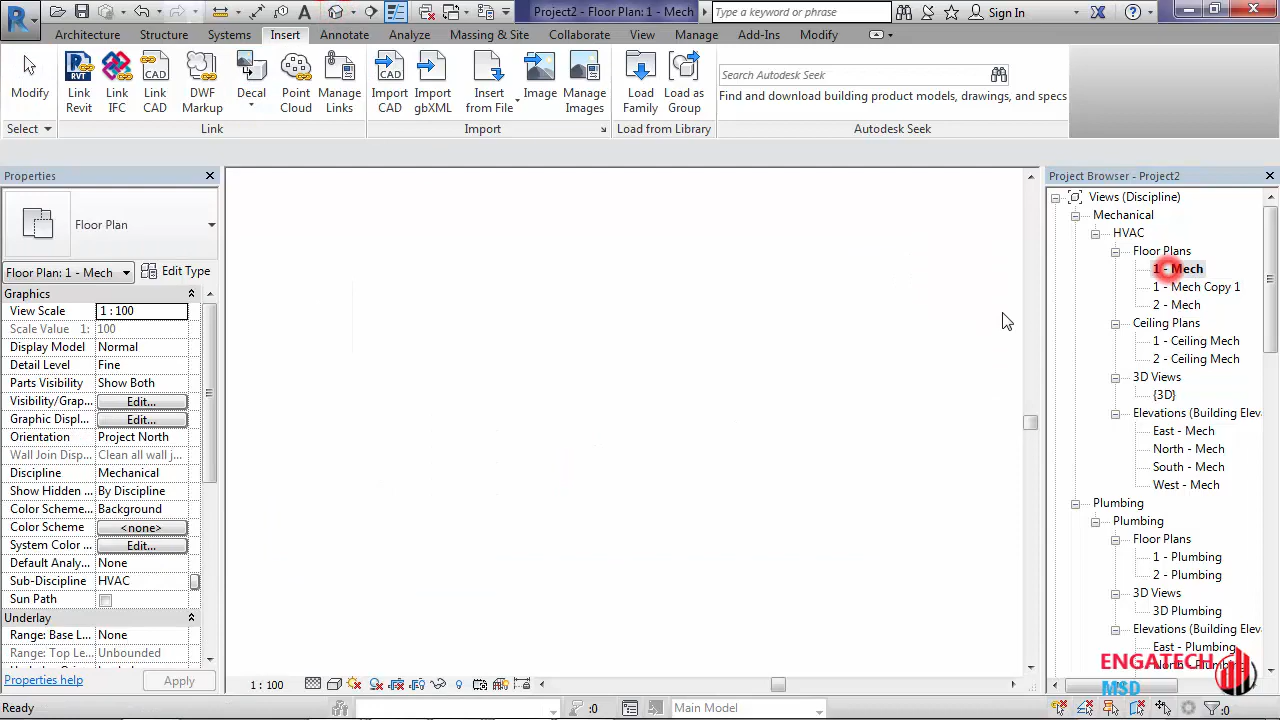 Project2 - Floor Plan: 1 - Mech
Type a keyword or phrase
Sign In
Architecture Structure Systems Insert Annotate Analyze Massing & Site Collaborate View Manage Add-Ins Modify
Modify
Link Revit
Link IFC
Link CAD
DWF Markup
Decal
Point Cloud
Manage Links
Import CAD
Import gbXML
Insert from File
Image
Manage Images
Load Family
Load as Group
Search Autodesk Seek
Find and download building product models, drawings, and specs
Select Link Import Load from Library Autodesk Seek
Properties
Floor Plan
Floor Plan: 1 - Mech Edit Type
Graphics
View Scale 1 : 100
Scale Value 1: 100
Display Model Normal
Detail Level Fine
Parts Visibility Show Both
Visibility/Grap... Edit...
Graphic Displ... Edit...
Orientation Project North
Wall Join Disp... Clean all wall j...
Discipline Mechanical
Show Hidden ... By Discipline
Color Scheme... Background
Color Scheme <none>
System Color ... Edit...
Default Analy... None
Sub-Discipline HVAC
Sun Path
Underlay
Range: Base L... None
Range: Top Le... Unbounded
Properties help Apply
1 : 100
Project Browser - Project2
Views (Discipline)
Mechanical
HVAC
Floor Plans
1 - Mech
1 - Mech Copy 1
2 - Mech
Ceiling Plans
1 - Ceiling Mech
2 - Ceiling Mech
3D Views
{3D}
Elevations (Building Elev
East - Mech
North - Mech
South - Mech
West - Mech
Plumbing
Plumbing
Floor Plans
1 - Plumbing
2 - Plumbing
3D Views
3D Plumbing
Elevations (Building Elev
East - Plumbing
ENGATECH
MSD
Ready
:0
Main Model
:0